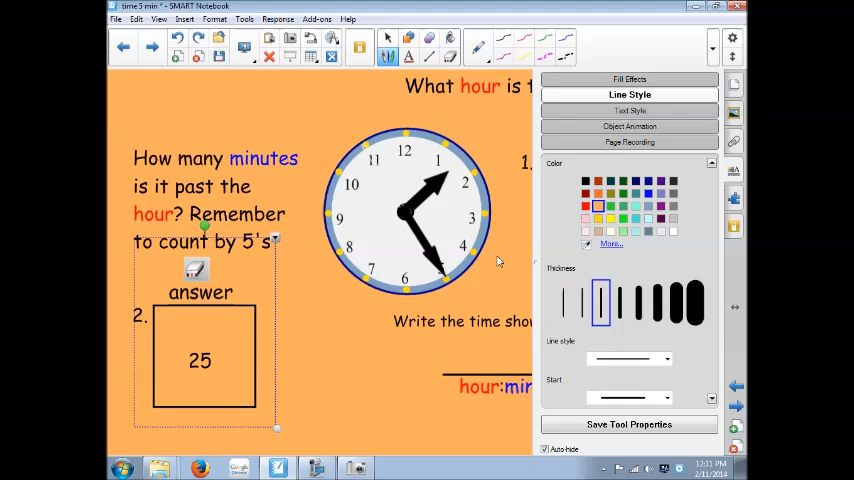 time 5 min * - SMART Notebook
File Edit View Insert Format Tools Response Add-ons Help
What hour is t
How many minutes
is it past the
hour? Remember
to count by 5's
answer
2.
25
12
1
2
3
4
5
6
7
8
9
10
11
1.
Write the time sho
hour:min
Fill Effects
Line Style
Text Style
Object Animation
Page Recording
Color
More...
Thickness
Line style
Start
Save Tool Properties
Auto-hide
Google
chrome
12:11 PM
2/11/2014